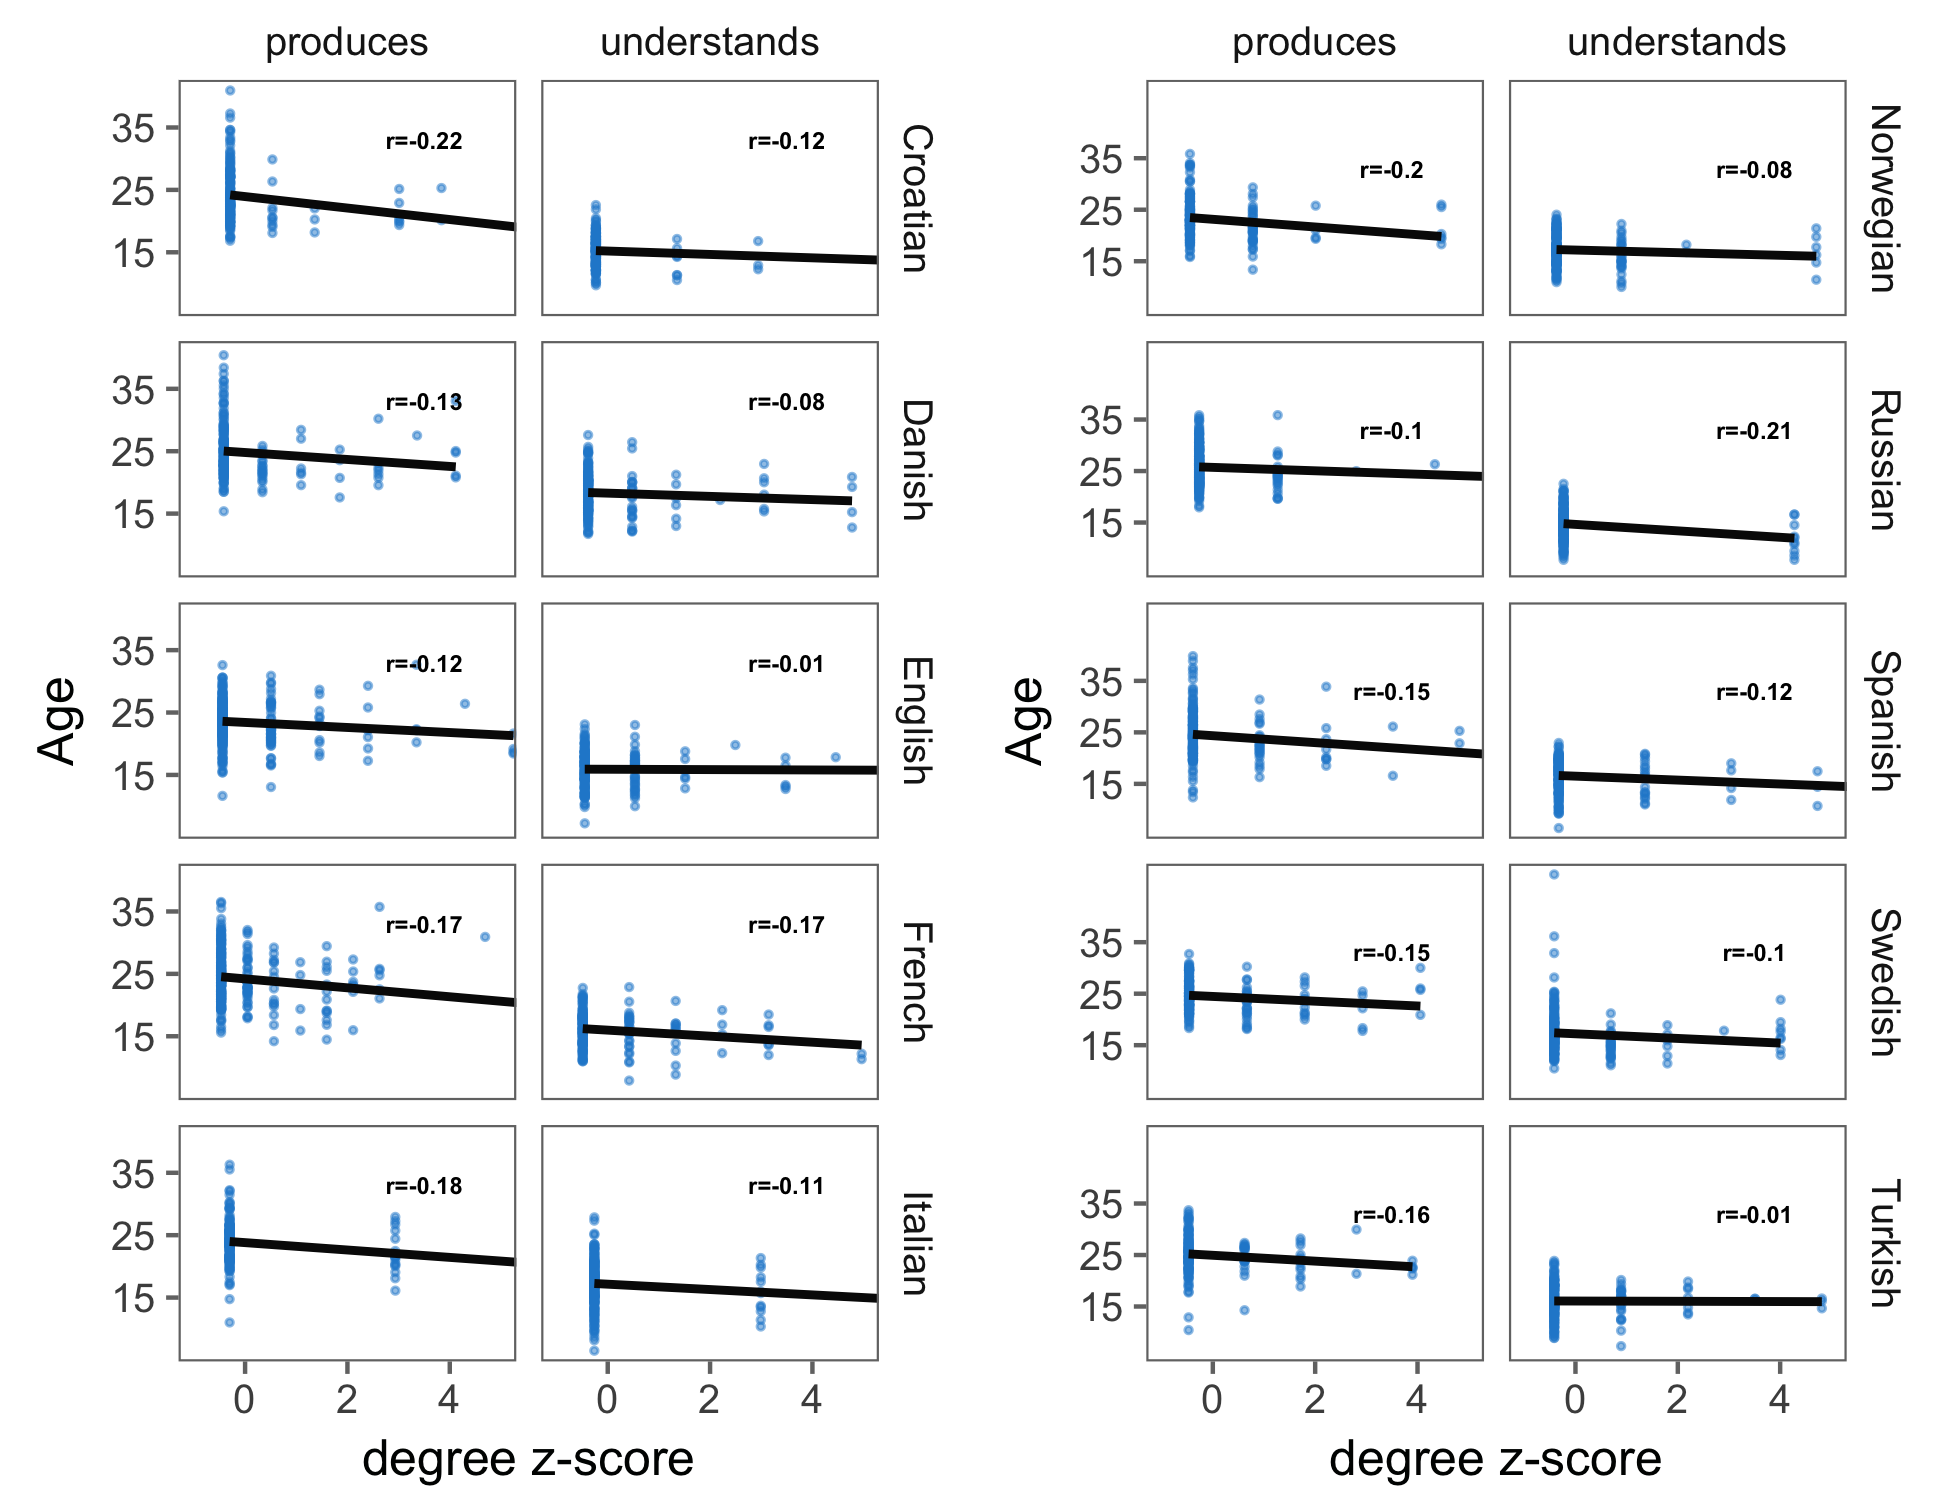 produces understands
35
25
15
r=-0.22
r=-0.12
Croatian
35
25
15
r=-0.13
r=-0.08
Danish
35
25
15
r=-0.12
r=-0.01
English
35
25
15
r=-0.17
r=-0.17
French
35
25
15
r=-0.18
r=-0.11
Italian
Age
0 2 4 0 2 4
degree z-score
produces understands
35
25
15
r=-0.2
r=-0.08
Norwegian
35
25
15
r=-0.1
r=-0.21
Russian
35
25
15
r=-0.15
r=-0.12
Spanish
35
25
15
r=-0.15
r=-0.1
Swedish
35
25
15
r=-0.16
r=-0.01
Turkish
Age
0 2 4 0 2 4
degree z-score